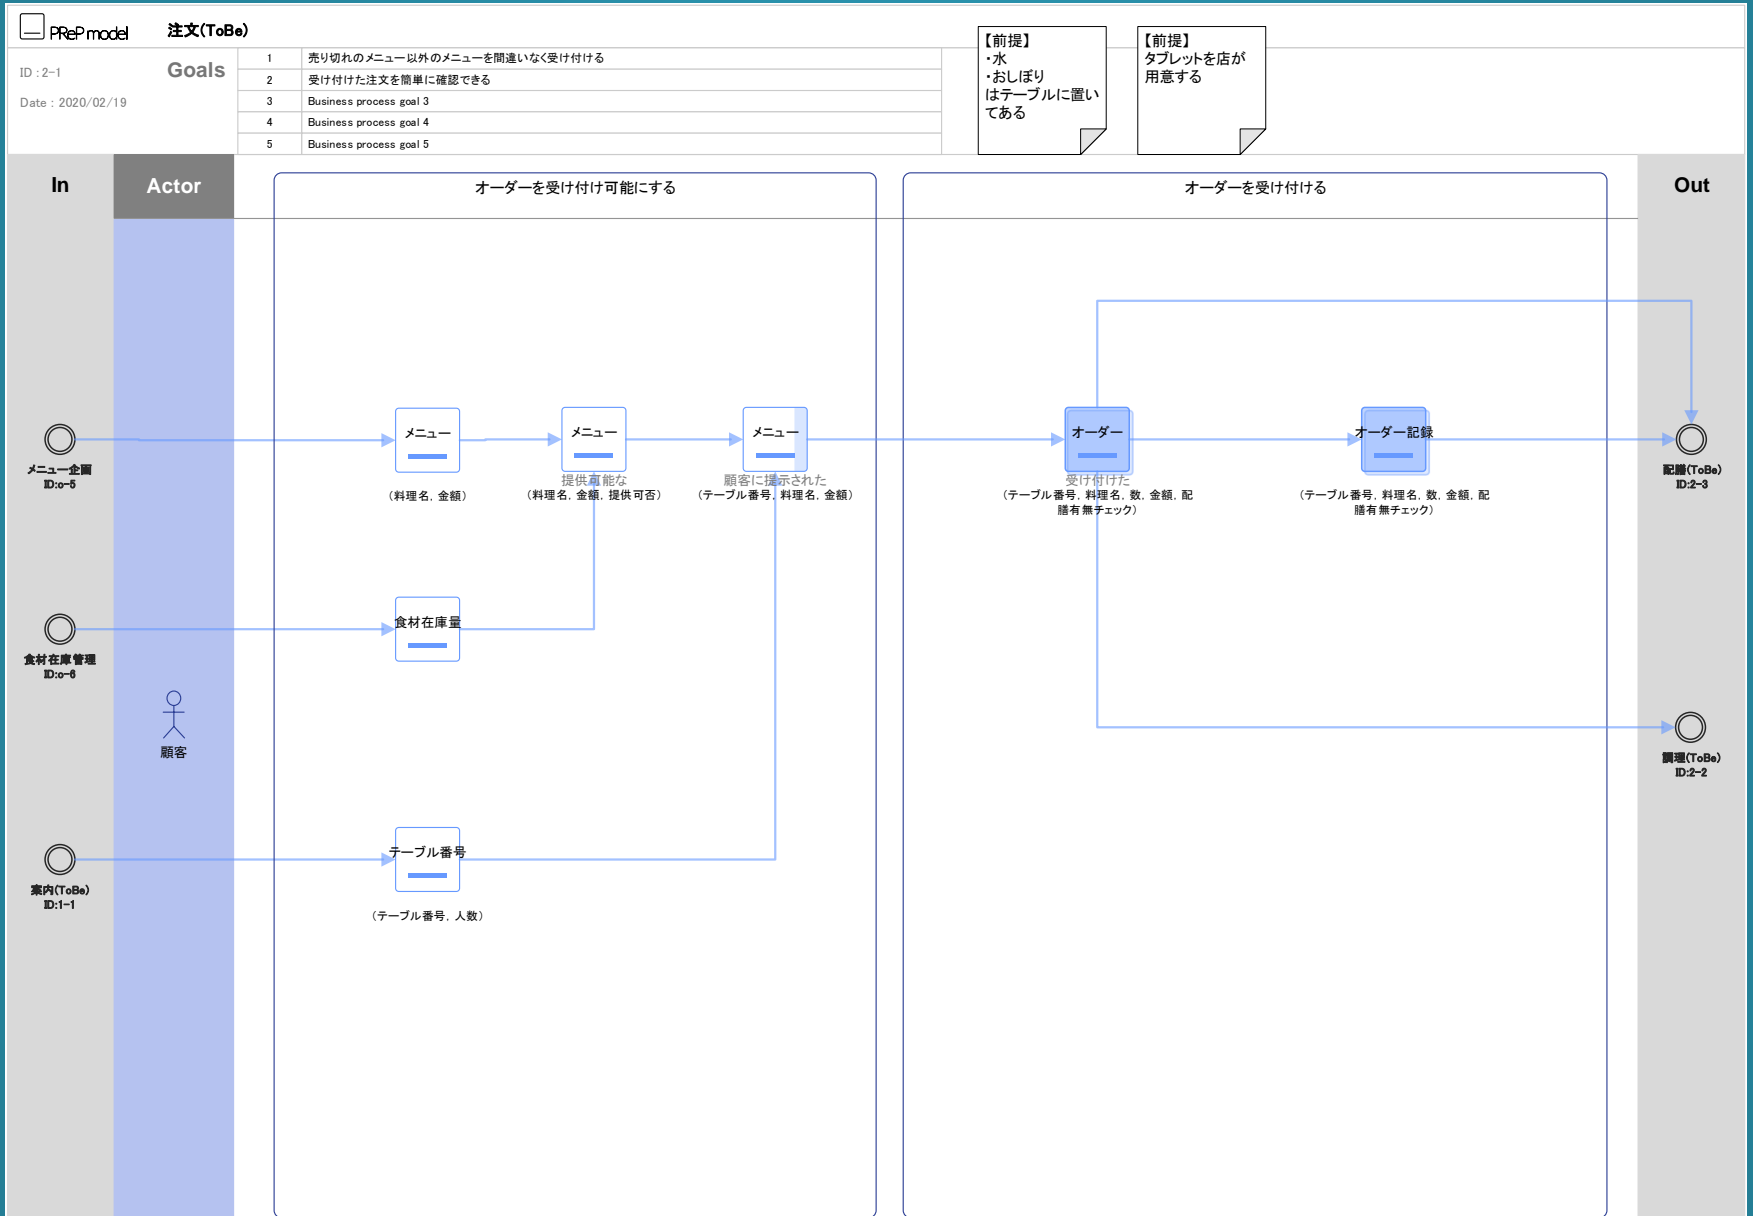 PReP model
注文(ToBe)
ID : 2-1
Date : 2020/02/19
Goals
1 売り切れのメニュー以外のメニューを間違いなく受け付ける
2 受け付けた注文を簡単に確認できる
3 Business process goal 3
4 Business process goal 4
5 Business process goal 5
【前提】
・水
・おしぼり
はテーブルに置い
てある
【前提】
タブレットを店が
用意する
In
Actor
オーダーを受け付け可能にする
オーダーを受け付ける
Out
メニュー企画
ID:o-5
メニュー
(料理名, 金額)
メニュー
提供可能な
(料理名, 金額, 提供可否)
メニュー
顧客に提示された
(テーブル番号, 料理名, 金額)
オーダー
受け付けた
(テーブル番号, 料理名, 数, 金額, 配
膳有無チェック)
オーダー記録
(テーブル番号, 料理名, 数, 金額, 配
膳有無チェック)
配膳(ToBe)
ID:2-3
食材在庫管理
ID:o-6
食材在庫量
顧客
調理(ToBe)
ID:2-2
案内(ToBe)
ID:1-1
テーブル番号
(テーブル番号, 人数)